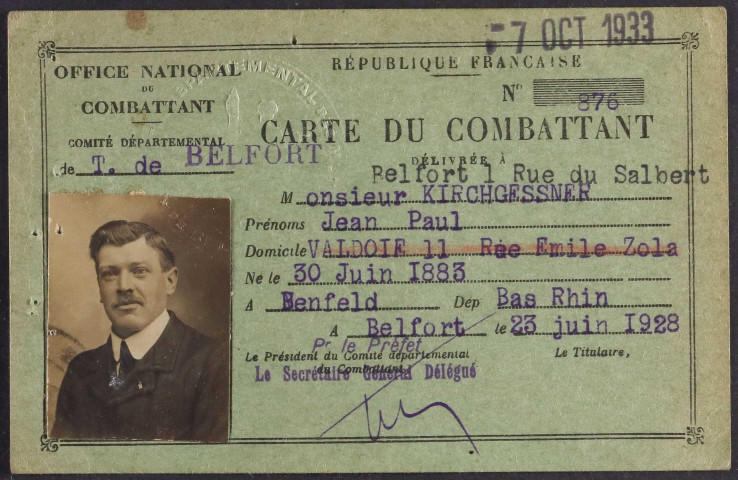 7 OCT 1933
OFFICE NATIONAL
DU
COMBATTANT
COMITÉ DÉPARTEMENTAL
de T. de BELFORT
RÉPUBLIQUE FRANÇAISE
N° 876
CARTE DU COMBATTANT
DÉLIVRÉE À
Belfort 1 Rue du Salbert
Monsieur KIRCHGESSNER
Prénoms Jean Paul
Domicile VALDOIE 11 Rue Emile Zola
Ne le 30 Juin 1883
A Benfeld Dep Bas Rhin
A Belfort le 23 juin 1928
Pr le Préfet
Le Président du Comité départemental
du Combattant,
Le Secrétaire Général Délégué
Le Titulaire,